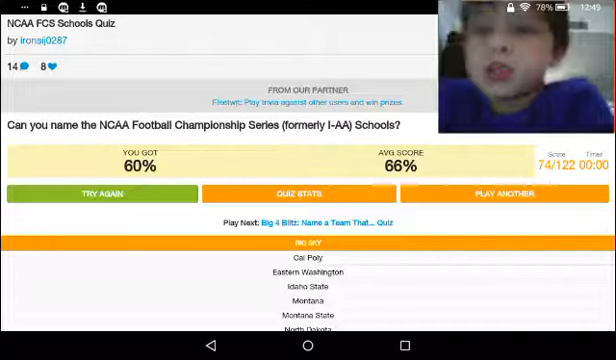 78% 12:49
NCAA FCS Schools Quiz
by ironsij0287
14 8
FROM OUR PARTNER
Fleetwit: Play trivia against other users and win prizes.
Can you name the NCAA Football Championship Series (formerly I-AA) Schools?
YOU GOT
60%
AVG SCORE
66%
Score
74/122
Timer
00:00
TRY AGAIN
QUIZ STATS
PLAY ANOTHER
Play Next: Big 4 Blitz: Name a Team That... Quiz
BIG SKY
Cal Poly
Eastern Washington
Idaho State
Montana
Montana State
North Dakota